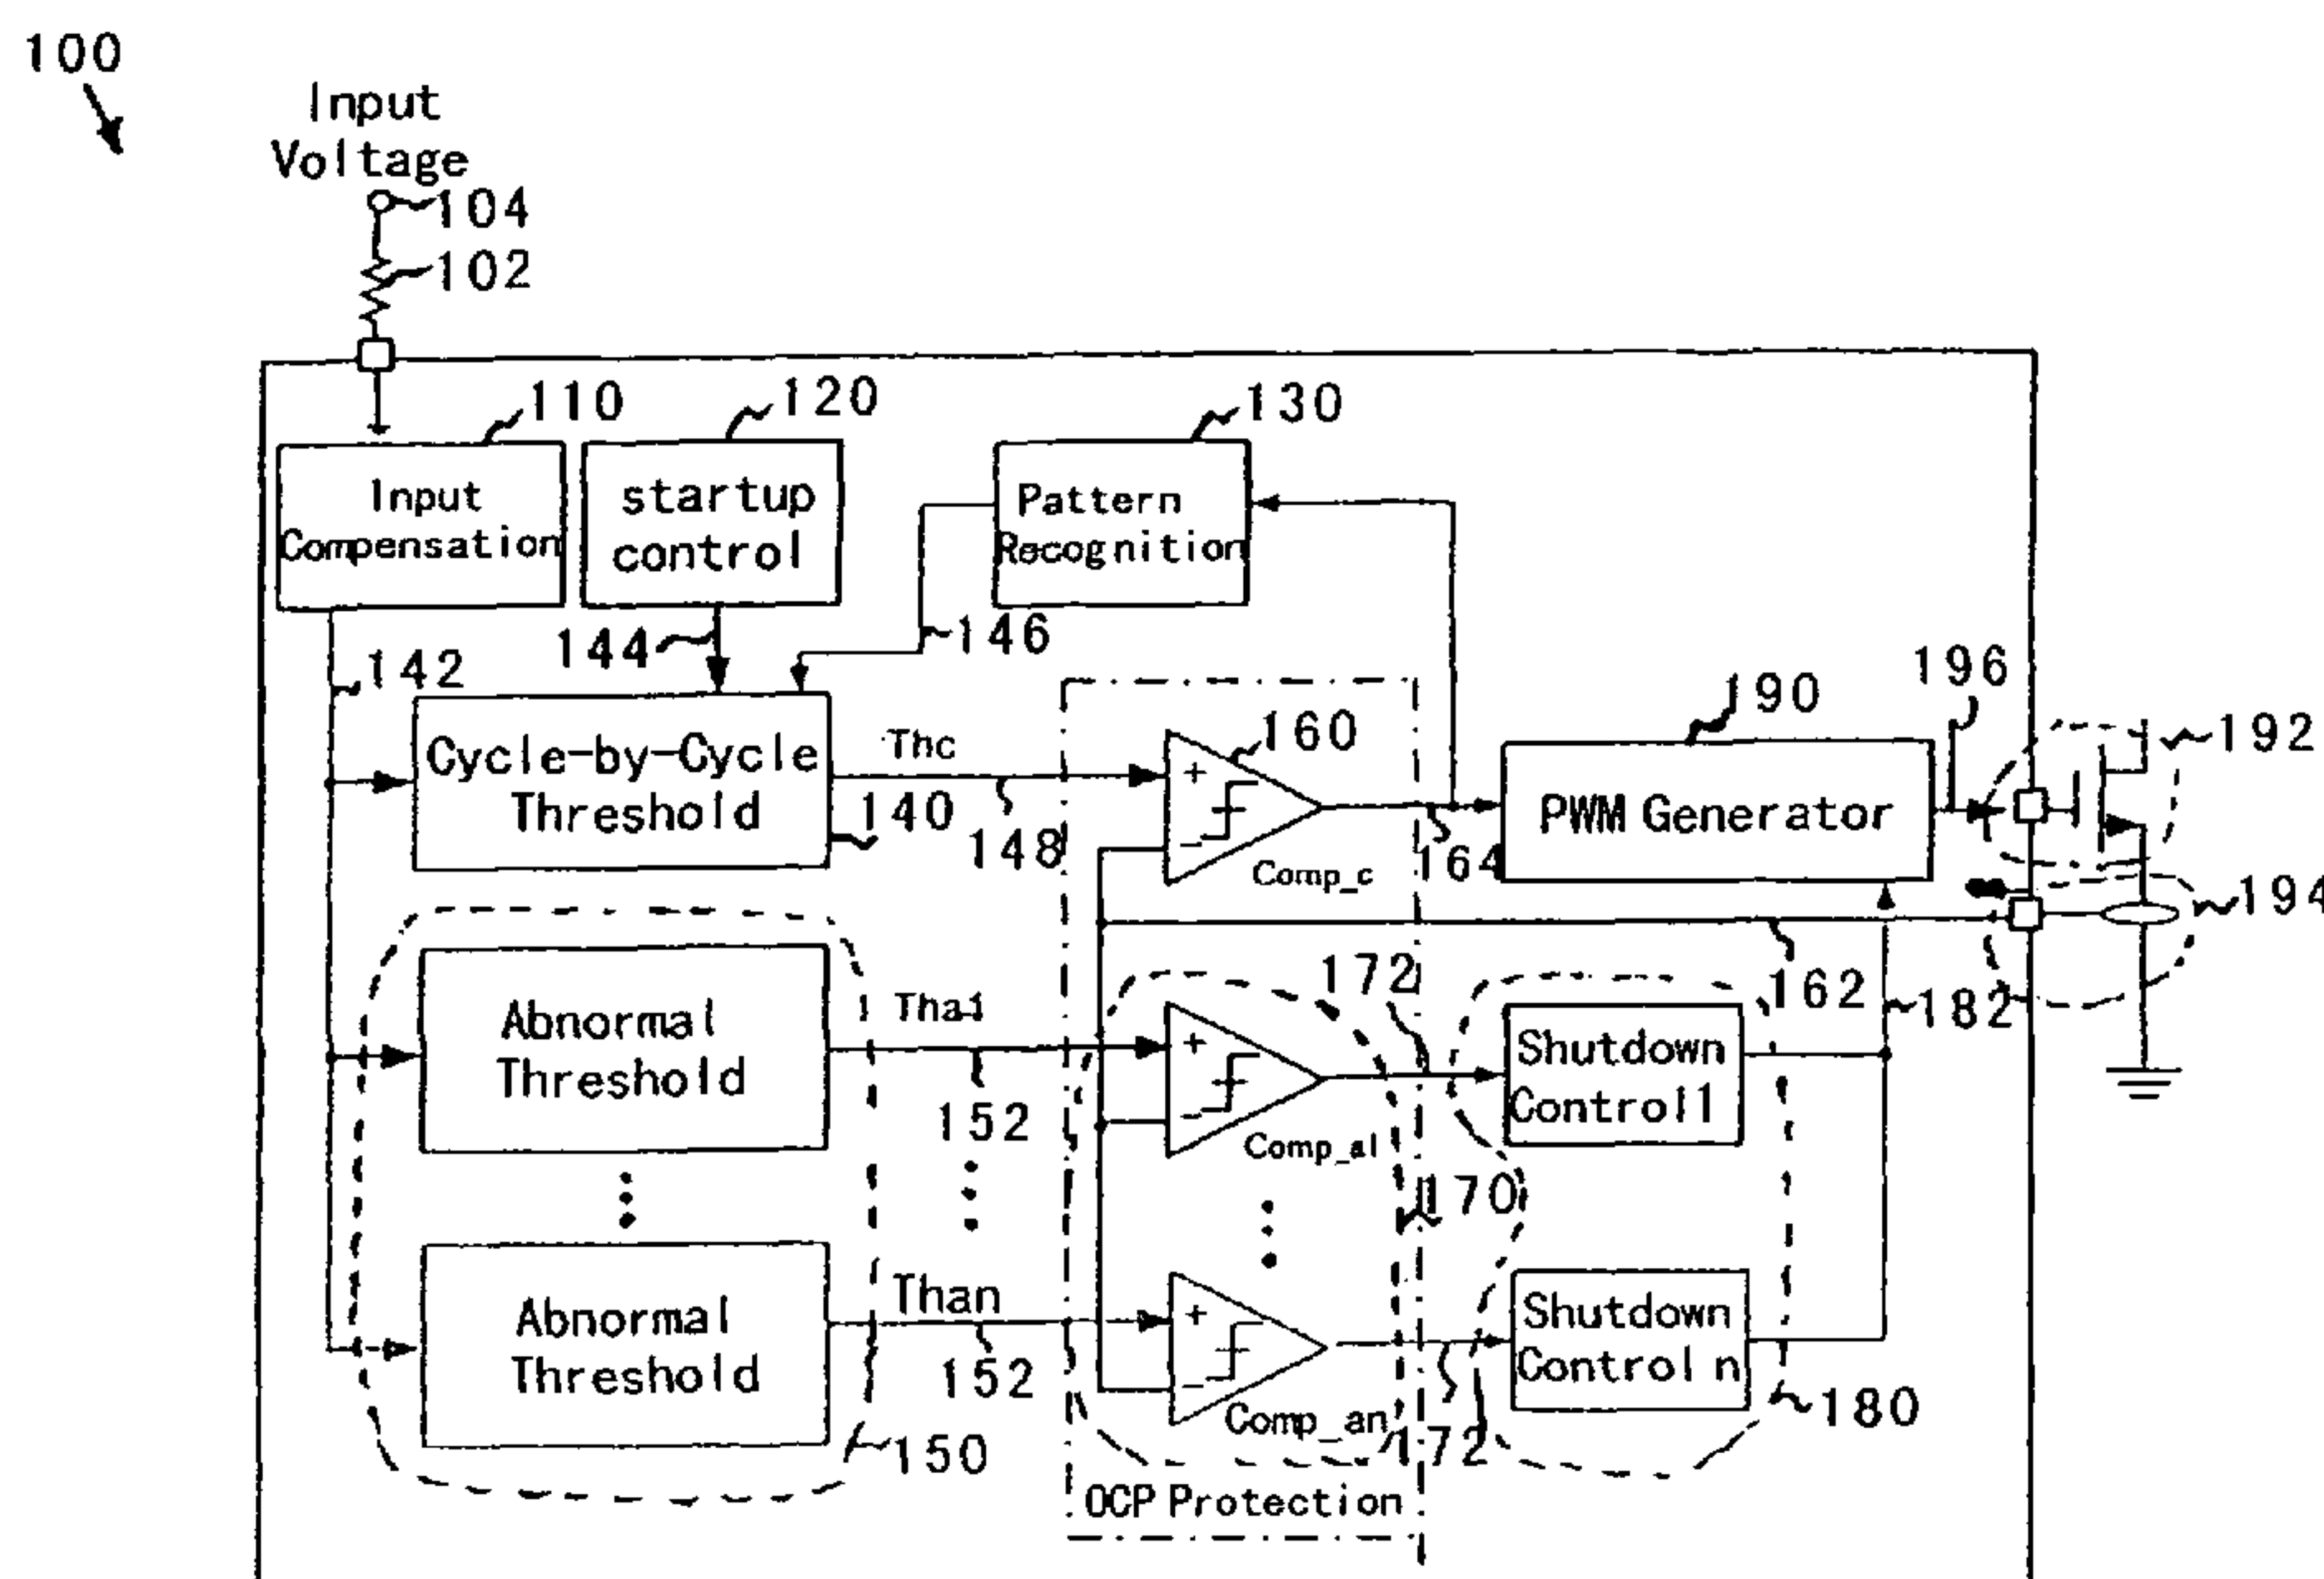 100
Input
Voltage
104
102
110
120
130
Input
Compensation
startup
control
Pattern
Recognition
144
146
142
196
190
192
Cycle-by-Cycle
Threshold
Thc
140
148
+
160
-
Comp_c
164
PWM Generator
194
162
182
172
Abnormal
Threshold
Tha1
152
+
-
Comp_a1
Shutdown
Control1
170
Abnormal
Threshold
Than
152
+
-
Comp_an
172
Shutdown
Control n
180
150
OCP Protection